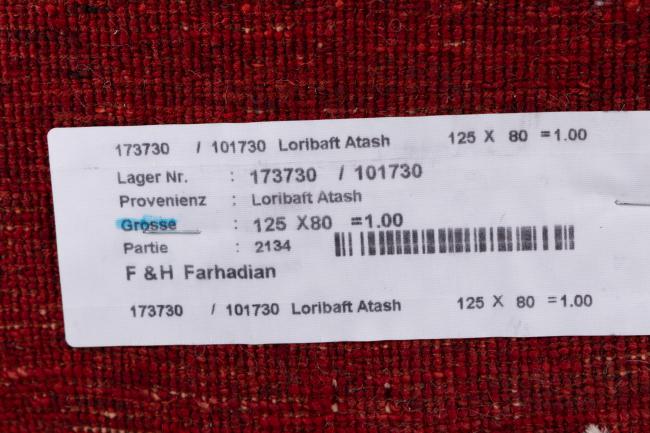 173730 / 101730 Loribaft Atash 125 X 80 =1.00
Lager Nr. : 173730 / 101730
Provenienz : Loribaft Atash
Grosse : 125 X80 =1.00
Partie : 2134
F & H Farhadian
173730 / 101730 Loribaft Atash 125 X 80 =1.00